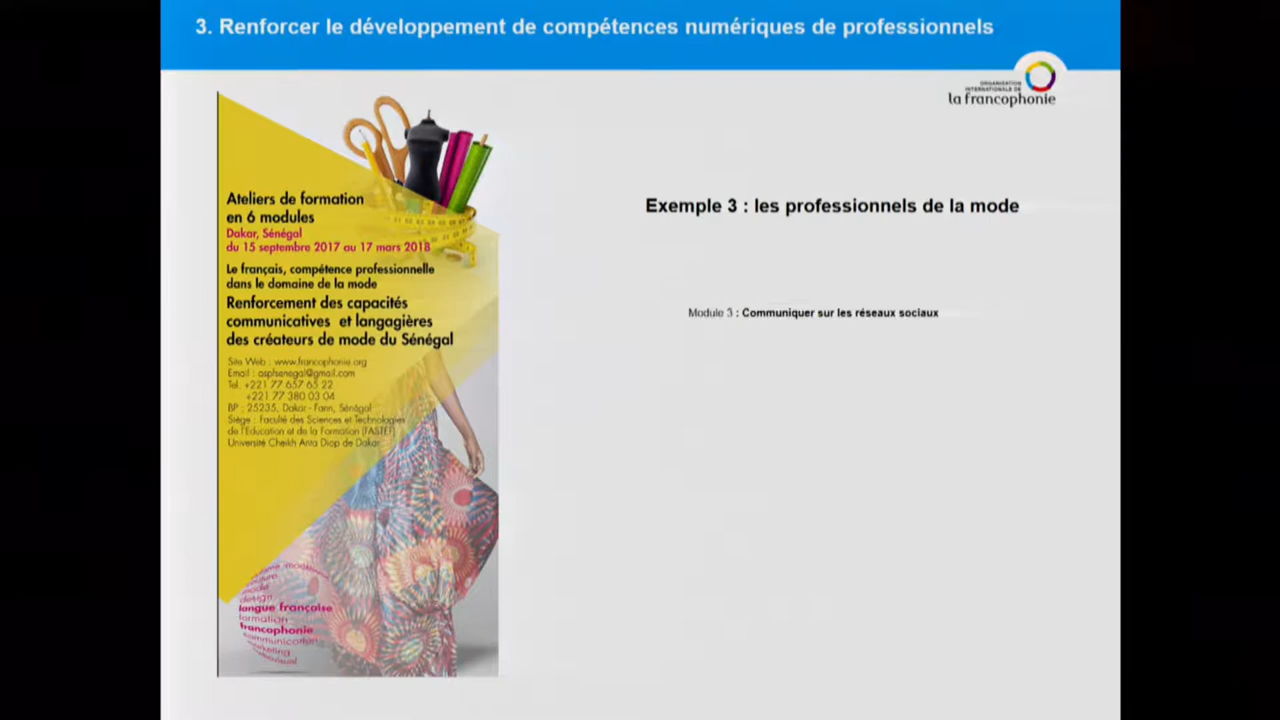 3. Renforcer le développement de compétences numériques de professionnels
ORGANISATION
INTERNATIONALE DE
la francophonie
Ateliers de formation
en 6 modules
Dakar, Sénégal
du 15 septembre 2017 au 17 mars 2018
Le français, compétence professionnelle
dans le domaine de la mode
Renforcement des capacités
communicatives et langagières
des créateurs de mode du Sénégal
Site Web : www.francophonie.org
Email : aspfsenegal@gmail.com
Tel. +221 77 657 65 22
+221 77 380 03 04
BP : 25235, Dakar - Fann, Sénégal
Siège : Faculté des Sciences et Technologies
de l'Education et de la Formation (FASTEF)
Université Cheikh Anta Diop de Dakar
mode
design
langue française
formation
francophonie
communication
Exemple 3 : les professionnels de la mode
Module 3 : Communiquer sur les réseaux sociaux